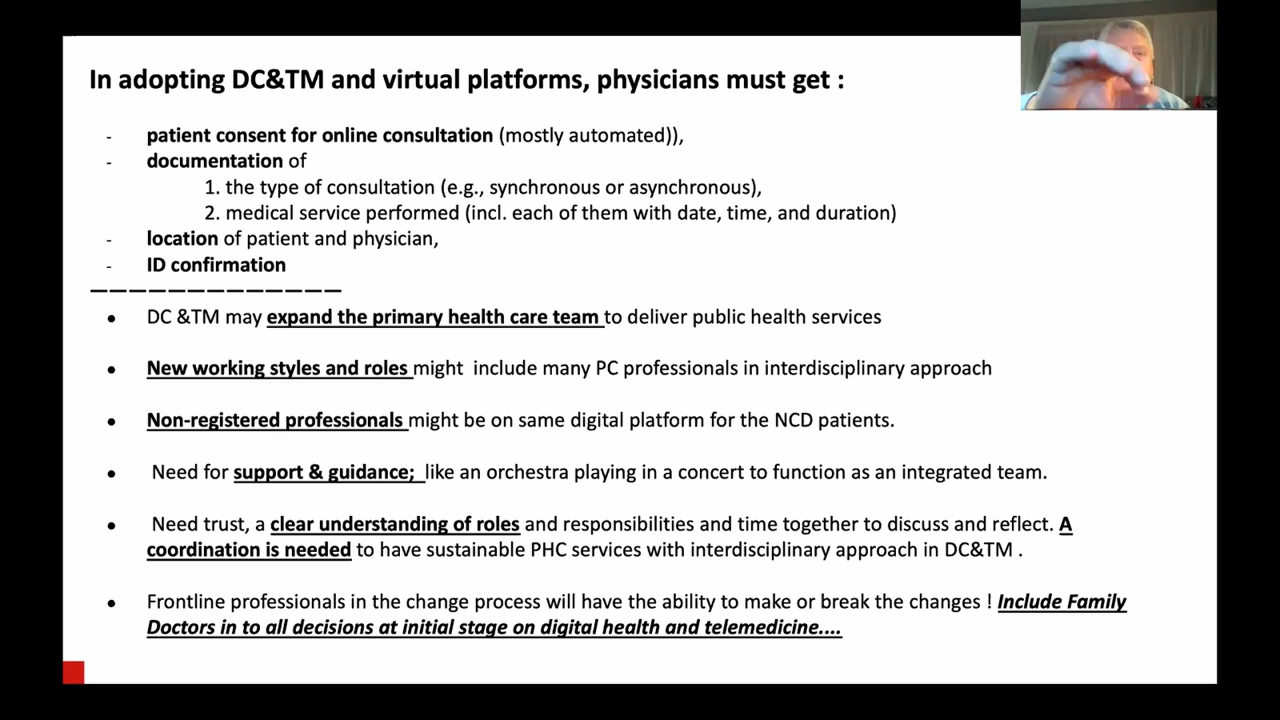 In adopting DC&TM and virtual platforms, physicians must get :
- patient consent for online consultation (mostly automated)),
- documentation of
1. the type of consultation (e.g., synchronous or asynchronous),
2. medical service performed (incl. each of them with date, time, and duration)
- location of patient and physician,
- ID confirmation
—————————————
● DC &TM may expand the primary health care team to deliver public health services
● New working styles and roles might  include many PC professionals in interdisciplinary approach
● Non-registered professionals might be on same digital platform for the NCD patients.
● Need for support & guidance;  like an orchestra playing in a concert to function as an integrated team.
● Need trust, a clear understanding of roles and responsibilities and time together to discuss and reflect. A
coordination is needed to have sustainable PHC services with interdisciplinary approach in DC&TM .
● Frontline professionals in the change process will have the ability to make or break the changes ! Include Family
Doctors in to all decisions at initial stage on digital health and telemedicine....